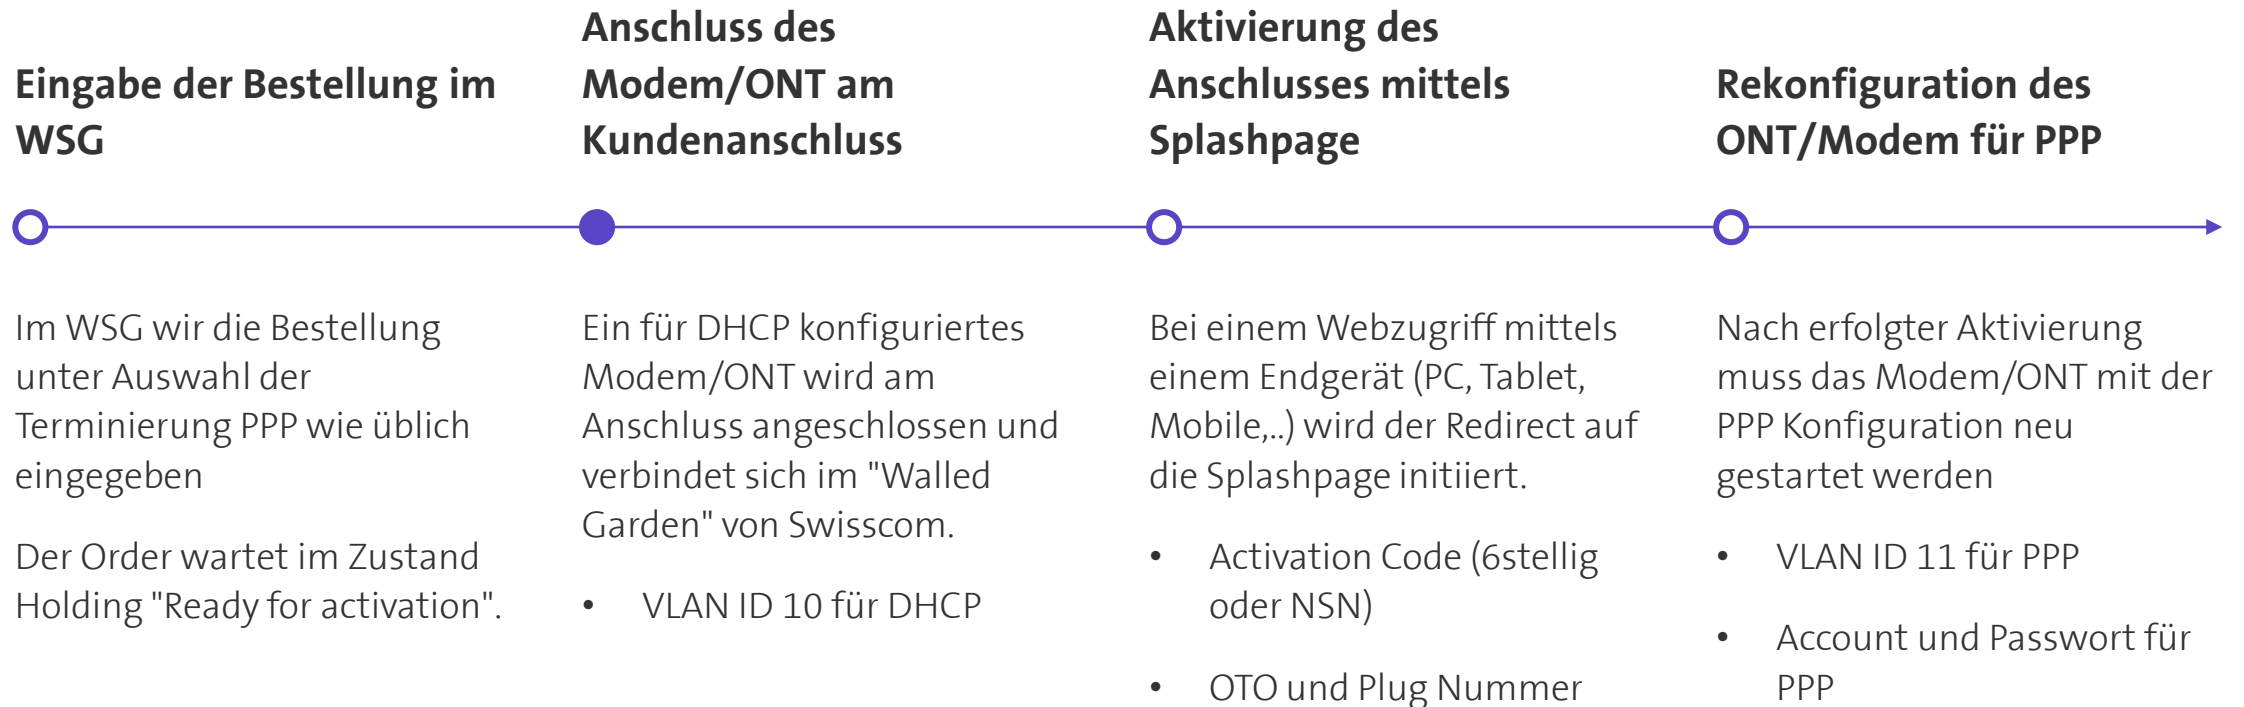 Eingabe der Bestellung im
WSG
Im WSG wir die Bestellung
unter Auswahl der
Terminierung PPP wie üblich
eingegeben
Der Order wartet im Zustand
Holding "Ready for activation".
Anschluss des
Modem/ONT am
Kundenanschluss
Ein für DHCP konfiguriertes
Modem/ONT wird am
Anschluss angeschlossen und
verbindet sich im "Walled
Garden" von Swisscom.
• VLAN ID 10 für DHCP
Aktivierung des
Anschlusses mittels
Splashpage
Bei einem Webzugriff mittels
einem Endgerät (PC, Tablet,
Mobile,..) wird der Redirect auf
die Splashpage initiiert.
• Activation Code (6stellig
oder NSN)
• OTO und Plug Nummer
Rekonfiguration des
ONT/Modem für PPP
Nach erfolgter Aktivierung
muss das Modem/ONT mit der
PPP Konfiguration neu
gestartet werden
• VLAN ID 11 für PPP
• Account und Passwort für
PPP